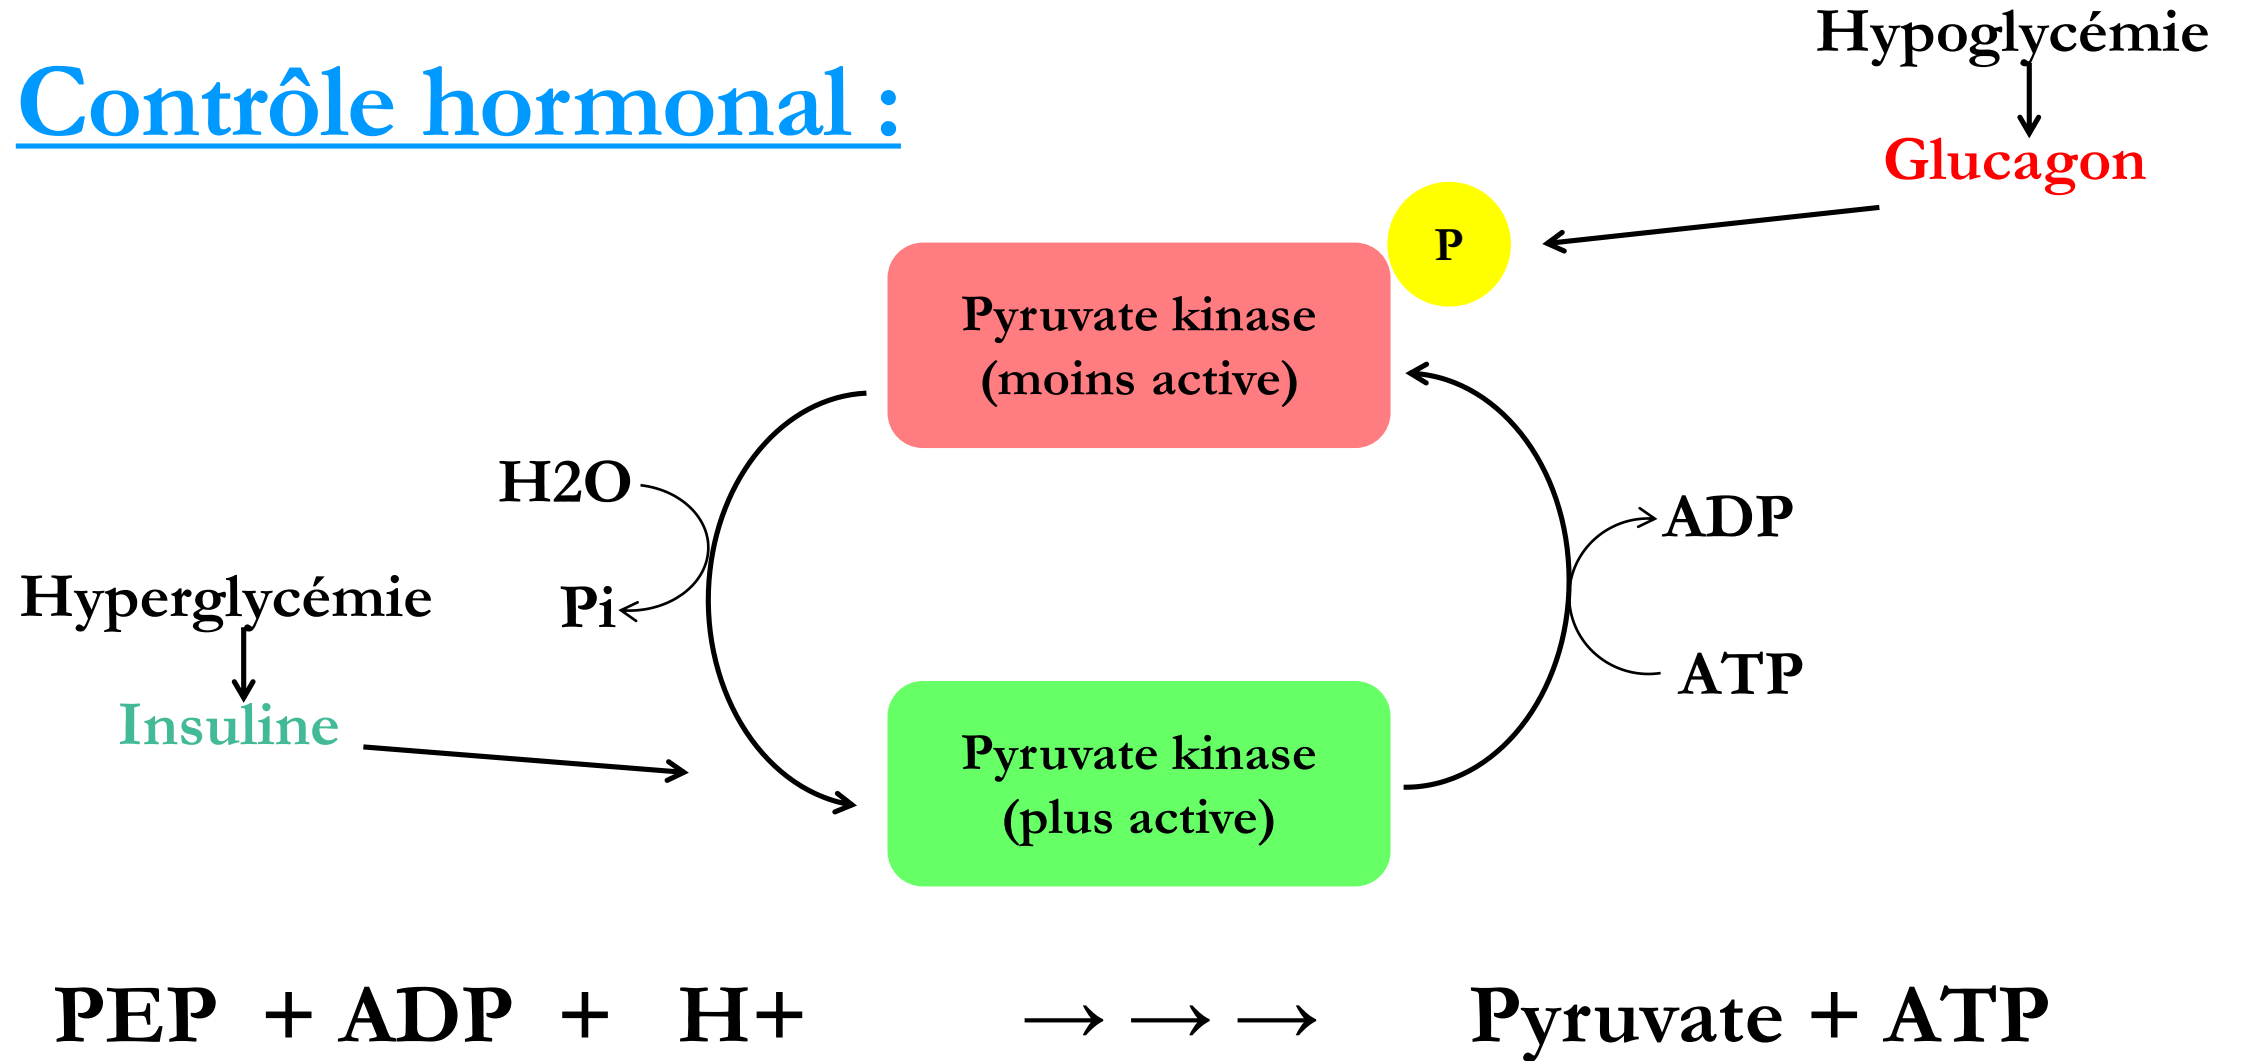 Hypoglycémie
Contrôle hormonal :
Glucagon
P
Pyruvate kinase
(moins active)
H2O
ADP
Hyperglycémie
Pi
ATP
Insuline
Pyruvate kinase
(plus active)
PEP + ADP + H+ → → → Pyruvate + ATP